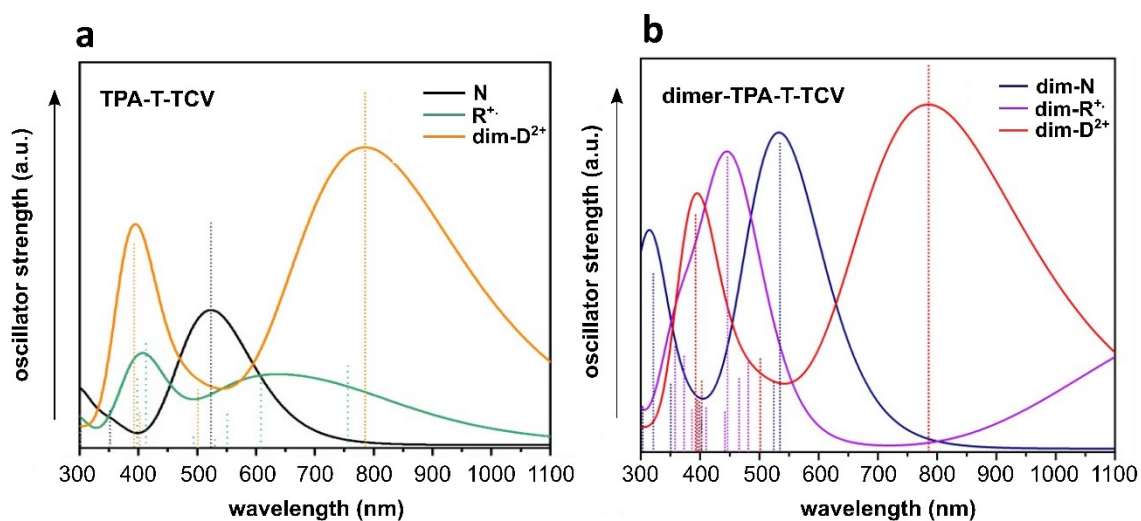 a
TPA-T-TCV
N
R⁺·
dim-D²⁺
oscillator strength (a.u.)
300 400 500 600 700 800 900 1000 1100
wavelength (nm)
b
dimer-TPA-T-TCV
dim-N
dim-R⁺·
dim-D²⁺
oscillator strength (a.u.)
300 400 500 600 700 800 900 1000 1100
wavelength (nm)